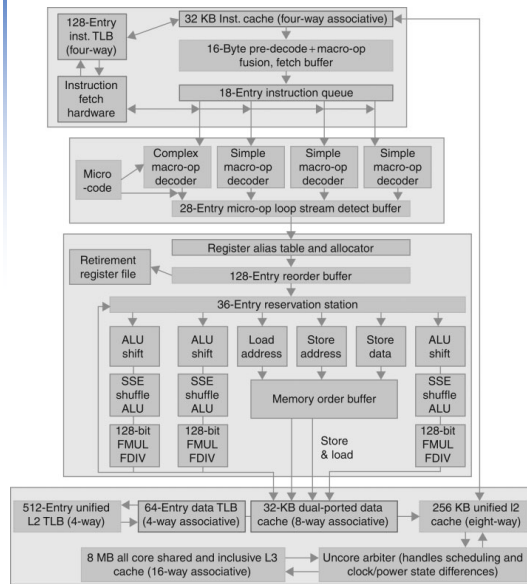 128-Entry
inst. TLB
(four-way)
32 KB Inst. cache (four-way associative)
16-Byte pre-decode + macro-op
fusion, fetch buffer
Instruction
fetch
hardware
18-Entry instruction queue
Micro
-code
Complex
macro-op
decoder
Simple
macro-op
decoder
Simple
macro-op
decoder
Simple
macro-op
decoder
28-Entry micro-op loop stream detect buffer
Register alias table and allocator
Retirement
register file
128-Entry reorder buffer
36-Entry reservation station
ALU
shift
ALU
shift
Load
address
Store
address
Store
data
ALU
shift
SSE
shuffle
ALU
SSE
shuffle
ALU
Memory order buffer
SSE
shuffle
ALU
128-bit
FMUL
FDIV
128-bit
FMUL
FDIV
Store
& load
128-bit
FMUL
FDIV
512-Entry unified
L2 TLB (4-way)
64-Entry data TLB
(4-way associative)
32-KB dual-ported data
cache (8-way associative)
256 KB unified l2
cache (eight-way)
8 MB all core shared and inclusive L3
cache (16-way associative)
Uncore arbiter (handles scheduling and
clock/power state differences)